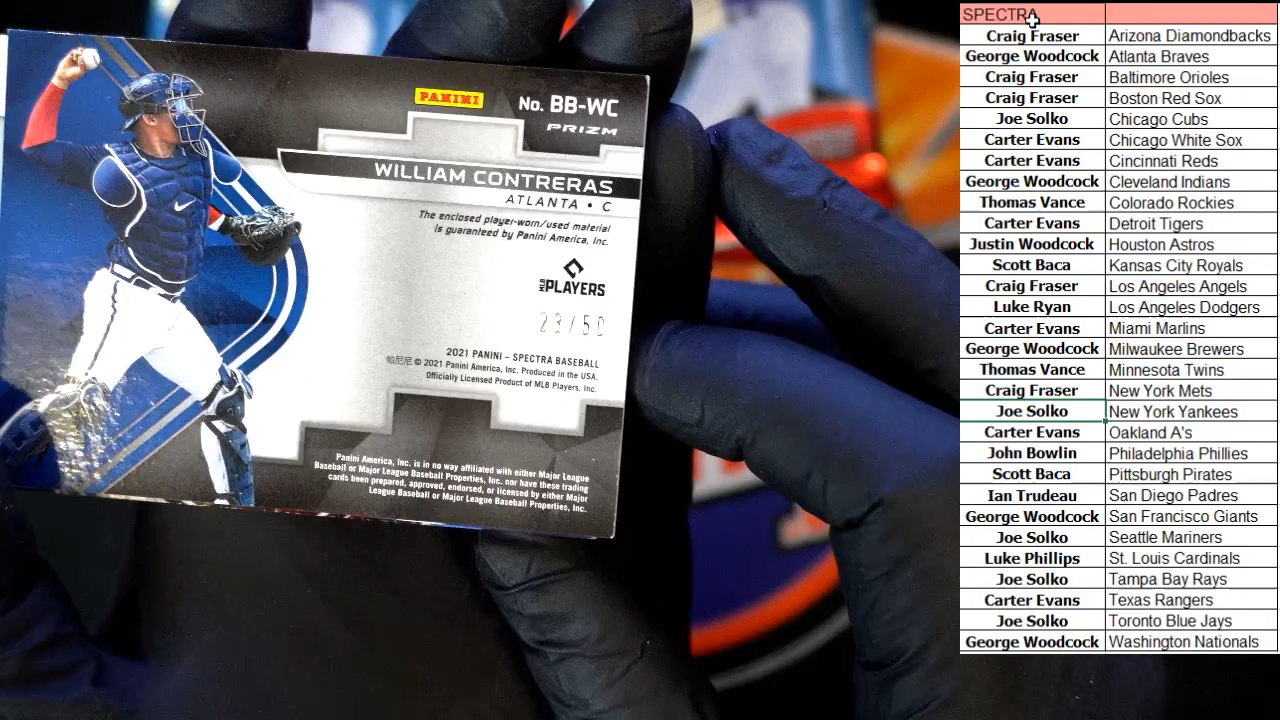 PANINI
No. BB-WC
PRIZM
WILLIAM CONTRERAS
ATLANTA • C
The enclosed player-worn/used material
is guaranteed by Panini America, Inc.
MLB PLAYERS
23/50
2021 PANINI – SPECTRA BASEBALL
帕尼尼 © 2021 Panini America, Inc. Produced in the USA.
Officially Licensed Product of MLB Players, Inc.
Panini America, Inc. is in no way affiliated with either Major League
Baseball or Major League Baseball Properties, Inc. nor have these trading
cards been prepared, approved, endorsed, or licensed by either Major
League Baseball or Major League Baseball Properties, Inc.
SPECTRA
Craig Fraser Arizona Diamondbacks
George Woodcock Atlanta Braves
Craig Fraser Baltimore Orioles
Craig Fraser Boston Red Sox
Joe Solko Chicago Cubs
Carter Evans Chicago White Sox
Carter Evans Cincinnati Reds
George Woodcock Cleveland Indians
Thomas Vance Colorado Rockies
Carter Evans Detroit Tigers
Justin Woodcock Houston Astros
Scott Baca Kansas City Royals
Craig Fraser Los Angeles Angels
Luke Ryan Los Angeles Dodgers
Carter Evans Miami Marlins
George Woodcock Milwaukee Brewers
Thomas Vance Minnesota Twins
Craig Fraser New York Mets
Joe Solko New York Yankees
Carter Evans Oakland A's
John Bowlin Philadelphia Phillies
Scott Baca Pittsburgh Pirates
Ian Trudeau San Diego Padres
George Woodcock San Francisco Giants
Joe Solko Seattle Mariners
Luke Phillips St. Louis Cardinals
Joe Solko Tampa Bay Rays
Carter Evans Texas Rangers
Joe Solko Toronto Blue Jays
George Woodcock Washington Nationals